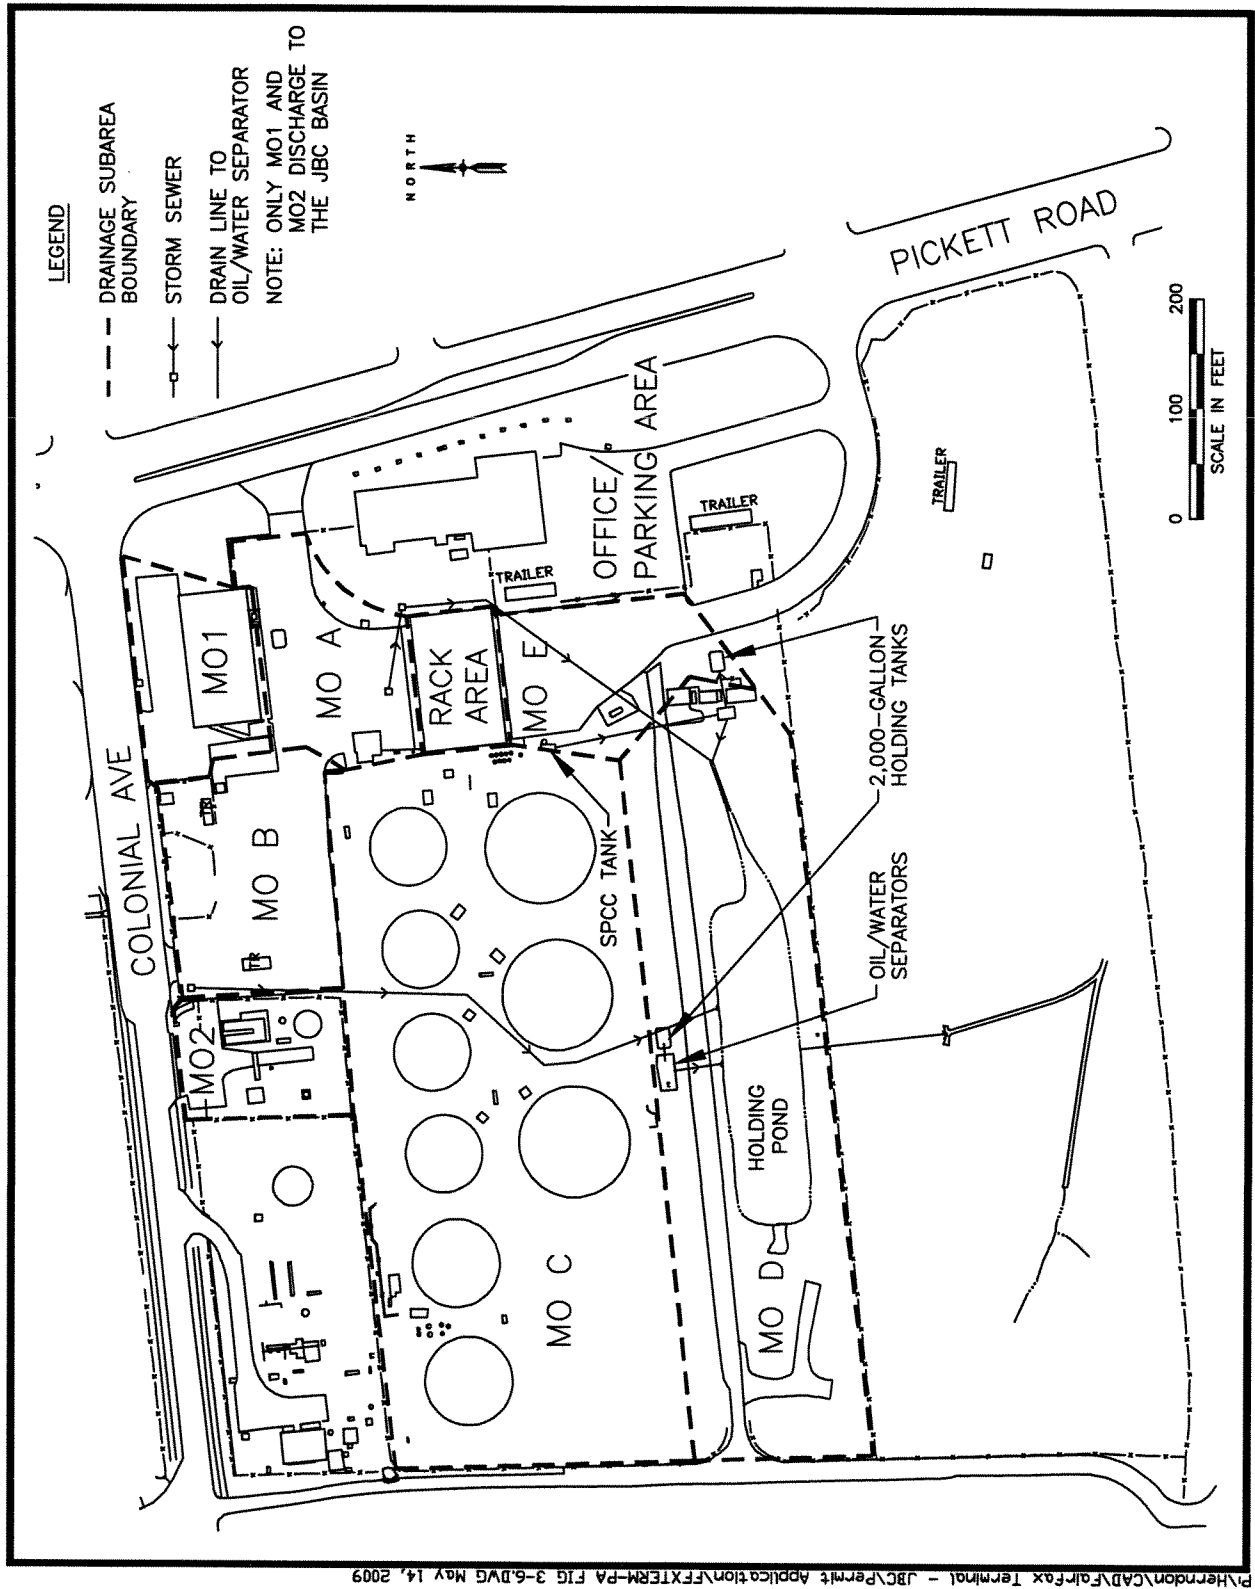 LEGEND
DRAINAGE SUBAREA
BOUNDARY
STORM SEWER
DRAIN LINE TO
OIL/WATER SEPARATOR
NOTE: ONLY MO1 AND
MO2 DISCHARGE TO
THE JBC BASIN
NORTH
PICKETT ROAD
COLONIAL AVE
0 100 200
SCALE IN FEET
MO1
MO A
RACK
AREA
MO E
TRAILER
OFFICE/
PARKING AREA
TRAILER
TRAILER
MO B
TR
TR
MO2
SPCC TANK
2,000-GALLON
HOLDING TANKS
OIL/WATER
SEPARATORS
HOLDING
POND
MO C
MO D
P:\Herndon\CAD\Fairfax Terminal - JBC\Permit Application\FFXTERM-PA FIG 3-6.DWG May 14, 2009